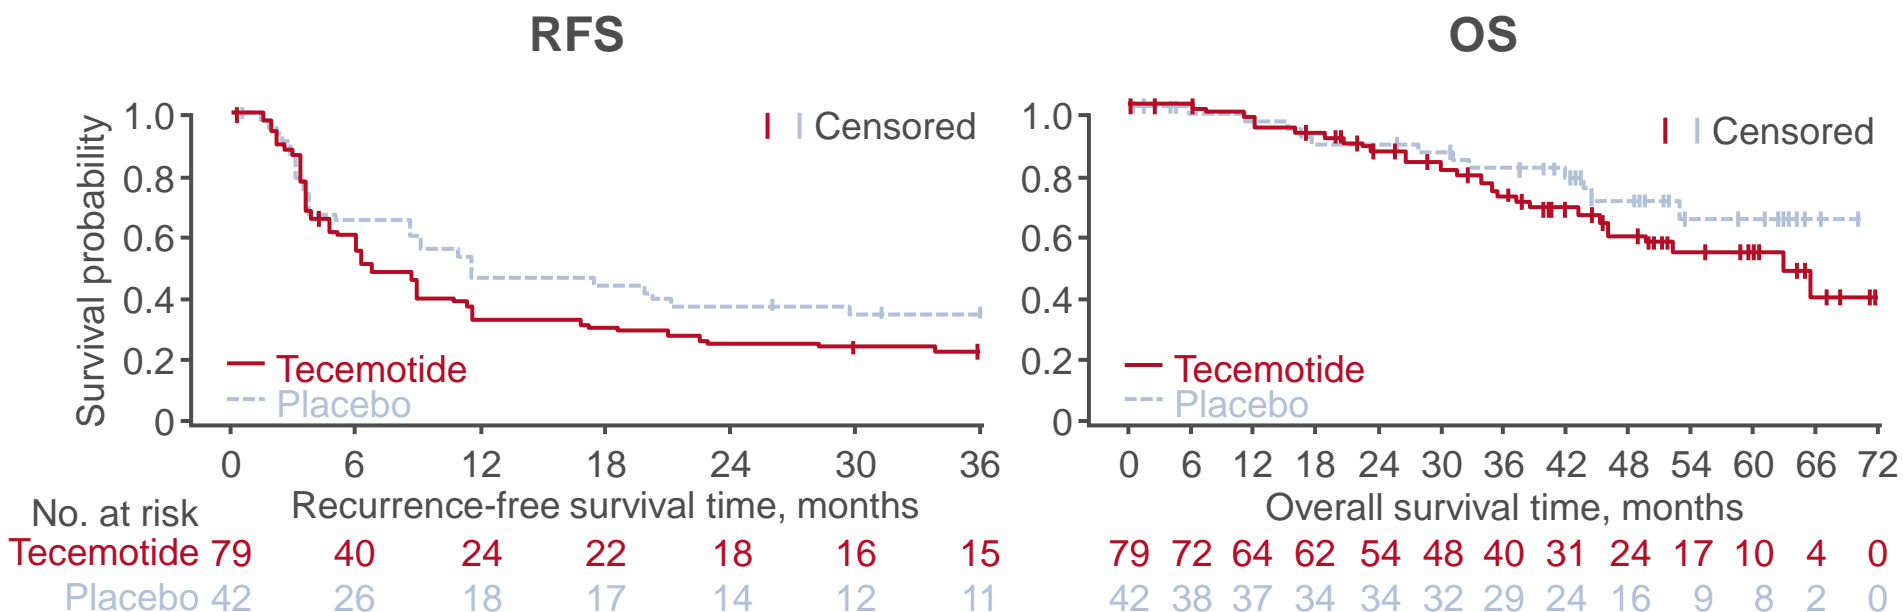 RFS
1.0
0.8
0.6
0.4
0.2
0
Survival probability
Censored
Tecemotide
Placebo
0 6 12 18 24 30 36
Recurrence-free survival time, months
No. at risk
Tecemotide 79 40 24 22 18 16 15
Placebo 42 26 18 17 14 12 11
OS
1.0
0.8
0.6
0.4
0.2
0
Censored
Tecemotide
Placebo
0 6 12 18 24 30 36 42 48 54 60 66 72
Overall survival time, months
79 72 64 62 54 48 40 31 24 17 10 4 0
42 38 37 34 34 32 29 24 16 9 8 2 0